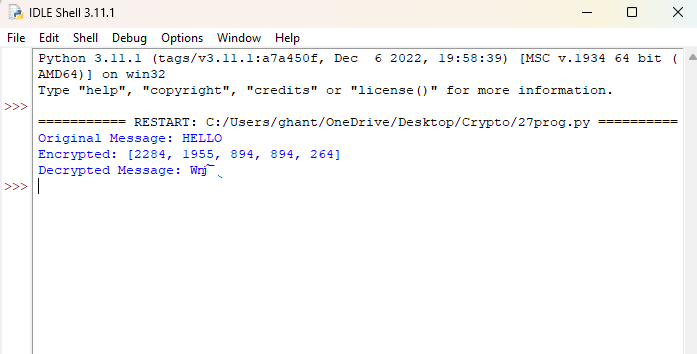 IDLE Shell 3.11.1
File Edit Shell Debug Options Window Help
Python 3.11.1 (tags/v3.11.1:a7a450f, Dec  6 2022, 19:58:39) [MSC v.1934 64 bit (
AMD64)] on win32
Type "help", "copyright", "credits" or "license()" for more information.
>>>
=========== RESTART: C:/Users/ghant/OneDrive/Desktop/Crypto/27prog.py ==========
Original Message: HELLO
Encrypted: [2284, 1955, 894, 894, 264]
Decrypted Message:
>>>